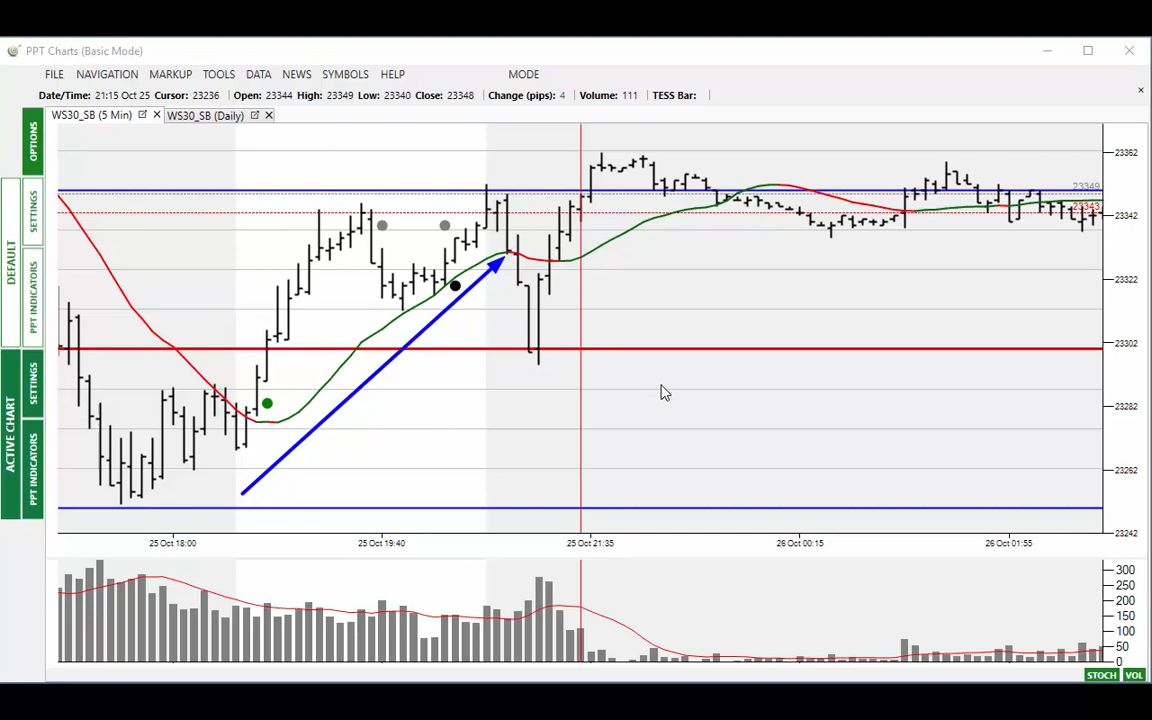 PPT Charts (Basic Mode)
FILE NAVIGATION MARKUP TOOLS DATA NEWS SYMBOLS HELP MODE
Date/Time: 21:15 Oct 25 Cursor: 23236 Open: 23344 High: 23349 Low: 23340 Close: 23348 Change (pips): 4 Volume: 111 TESS Bar:
WS30_SB (5 Min) WS30_SB (Daily)
OPTIONS
DEFAULT
SETTINGS
PPT INDICATORS
ACTIVE CHART
SETTINGS
PPT INDICATORS
23362
23349
23343
23342
23322
23302
23282
23262
23242
25 Oct 18:00 25 Oct 19:40 25 Oct 21:35 26 Oct 00:15 26 Oct 01:55
300
250
200
150
100
50
0
STOCH VOL